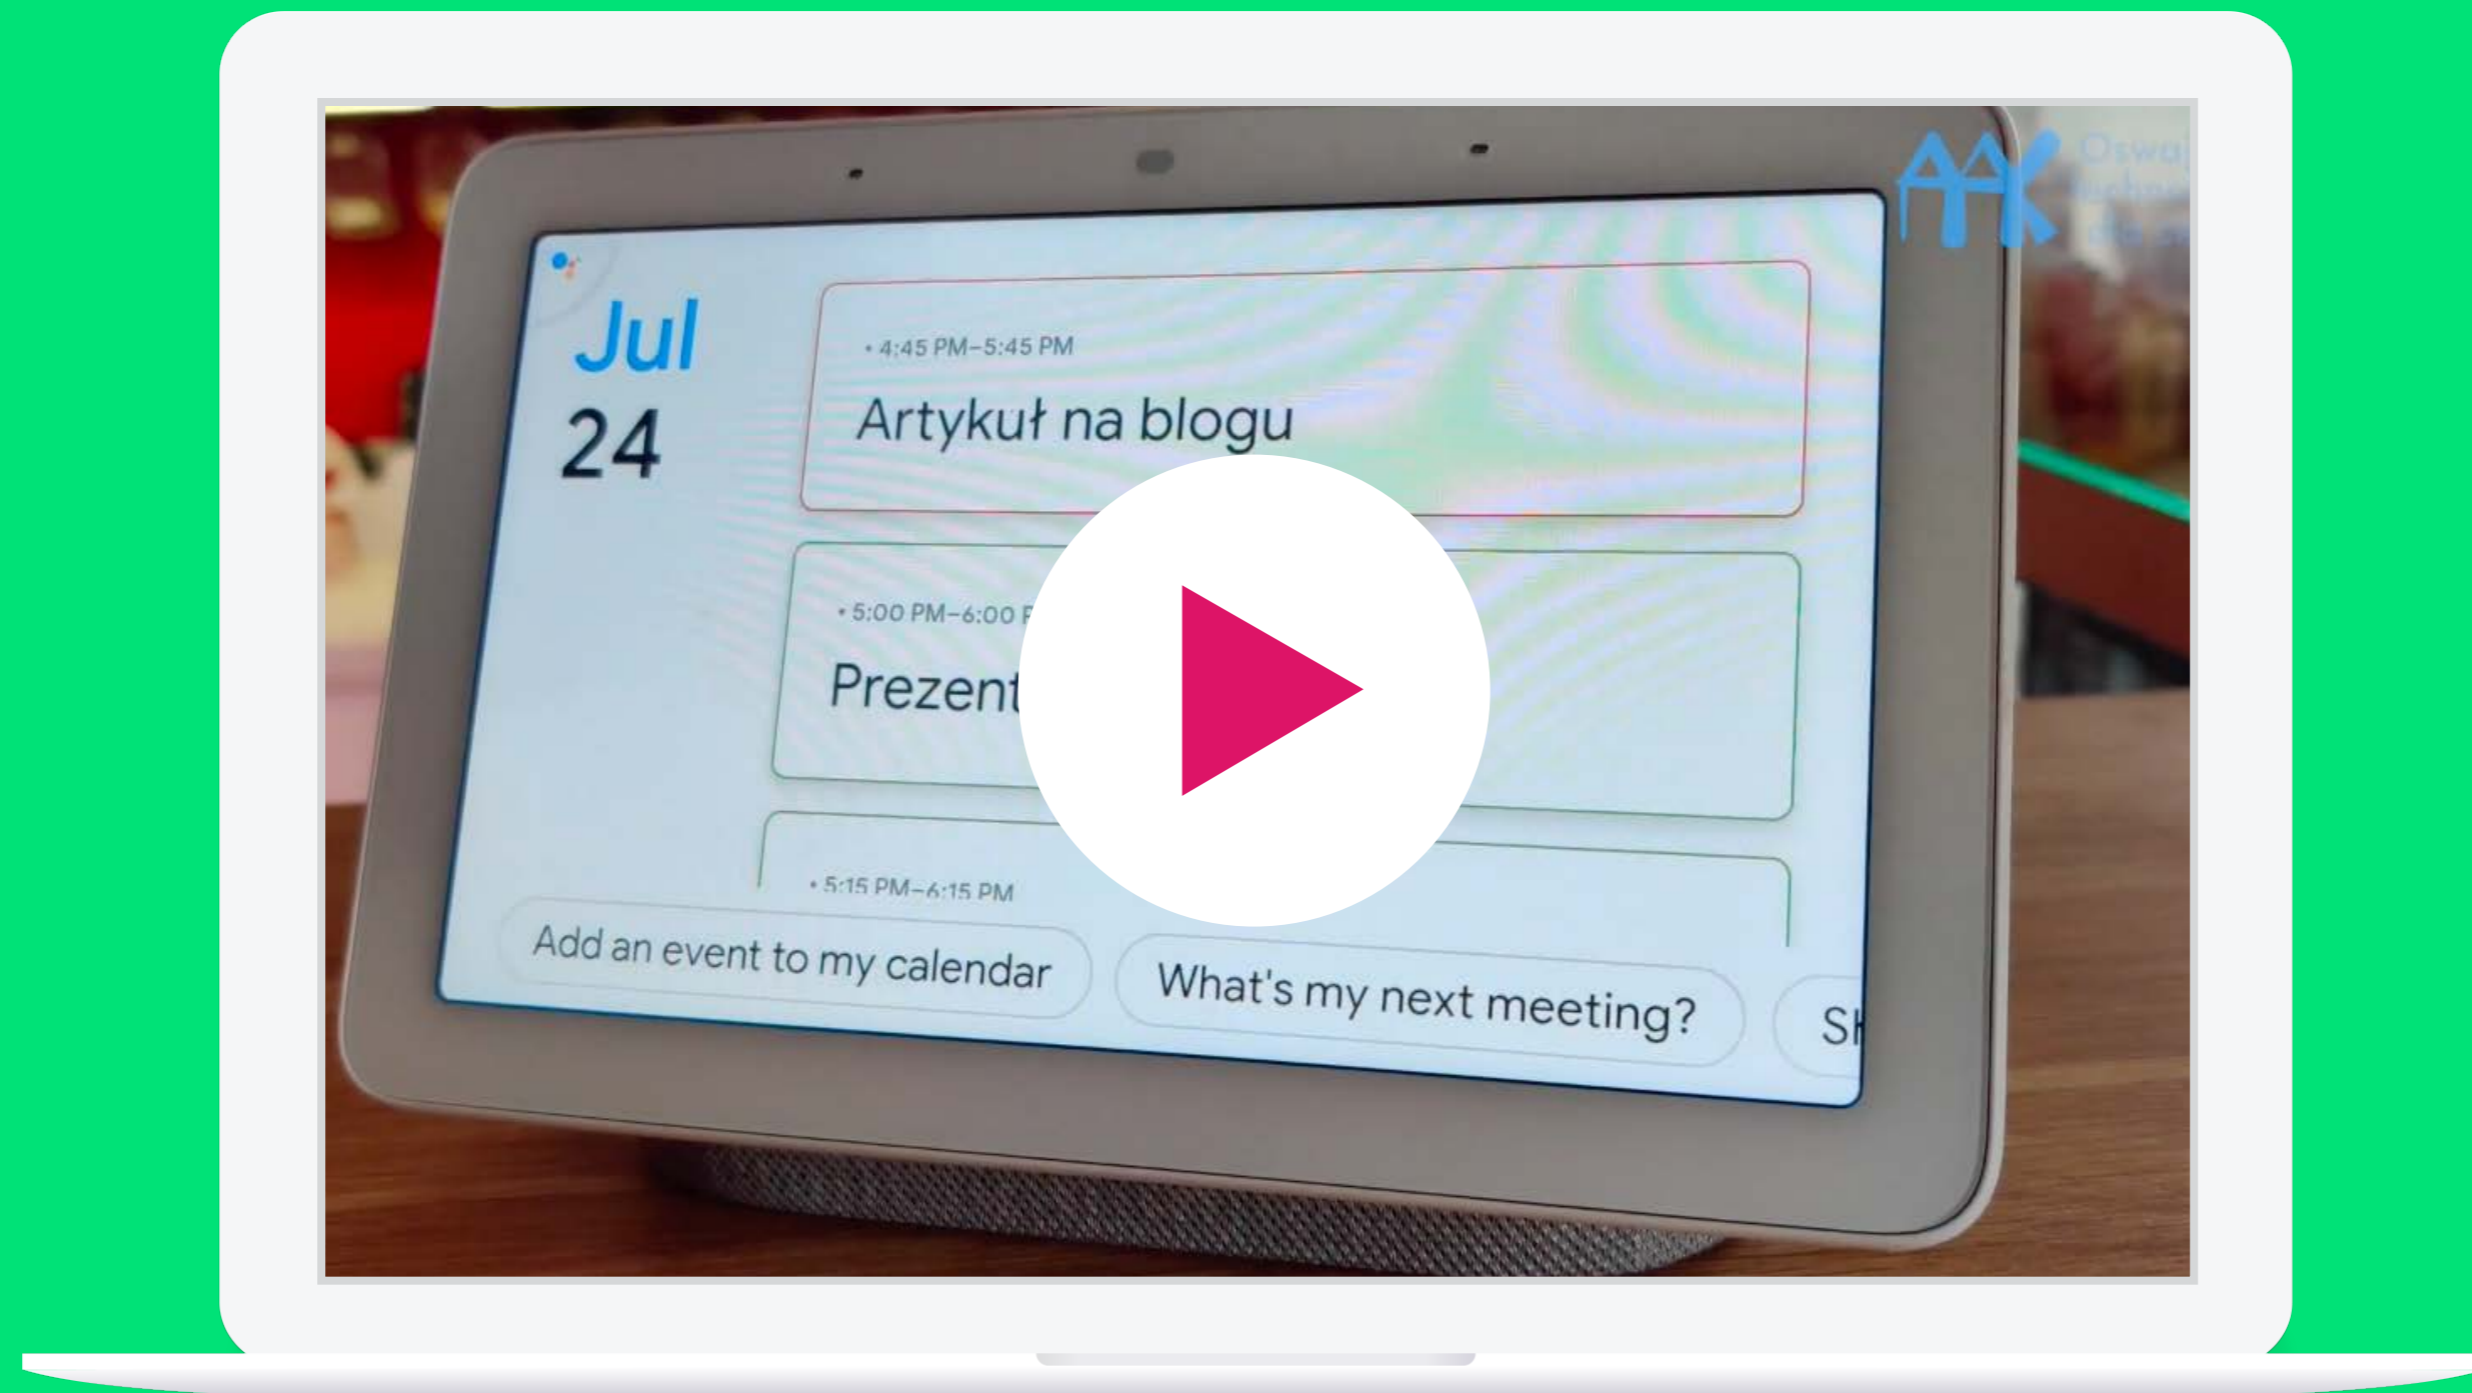 Jul
24
• 4:45 PM–5:45 PM
Artykuł na blogu
• 5:00 PM–6:00
Prezent
• 5:15 PM–6:15 PM
Add an event to my calendar
What's my next meeting?
Oswaj